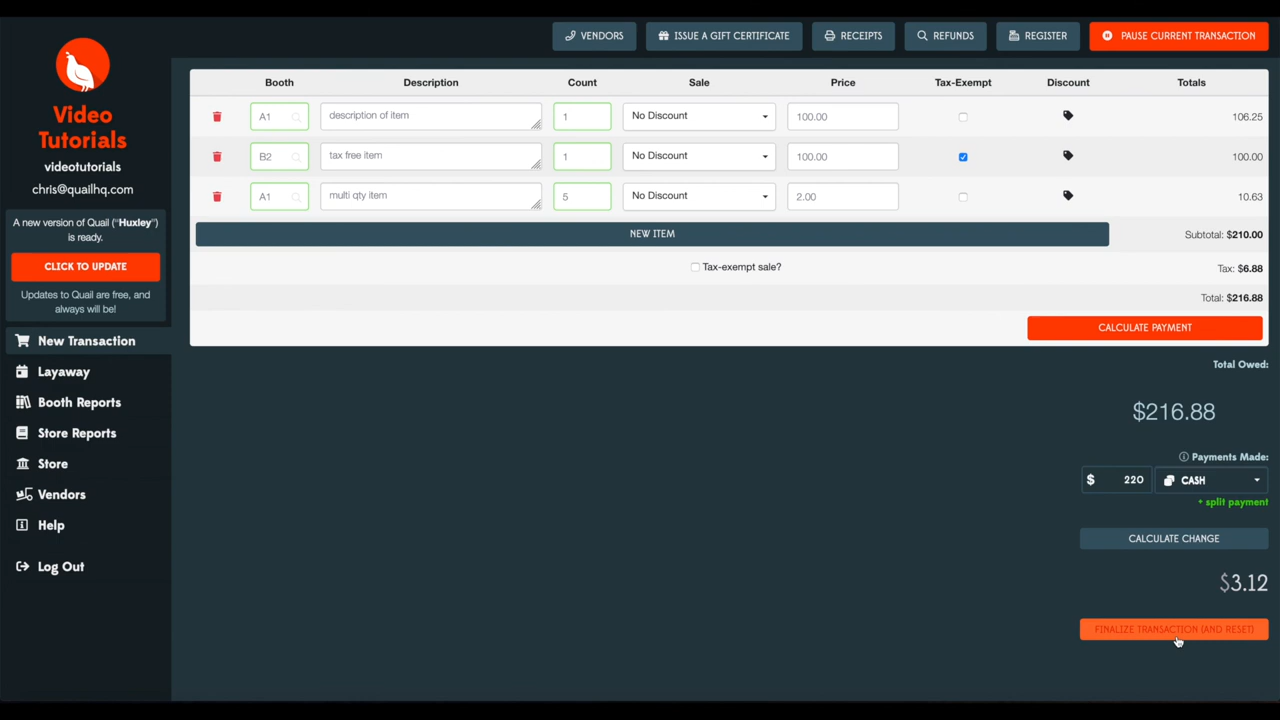 VENDORS
ISSUE A GIFT CERTIFICATE
RECEIPTS
REFUNDS
REGISTER
PAUSE CURRENT TRANSACTION
Video
Tutorials
videotutorials
chris@quailhq.com
A new version of Quail ("Huxley")
is ready.
CLICK TO UPDATE
Updates to Quail are free, and
always will be!
New Transaction
Layaway
Booth Reports
Store Reports
Store
Vendors
Help
Log Out
Booth Description Count Sale Price Tax-Exempt Discount Totals
A1 description of item 1 No Discount 100.00 106.25
B2 tax free item 1 No Discount 100.00 100.00
A1 multi qty item 5 No Discount 2.00 10.63
NEW ITEM Subtotal: $210.00
Tax-exempt sale? Tax: $6.88
Total: $216.88
CALCULATE PAYMENT
Total Owed:
$216.88
Payments Made:
$ 220 CASH
+ split payment
CALCULATE CHANGE
$3.12
FINALIZE TRANSACTION (AND RESET)